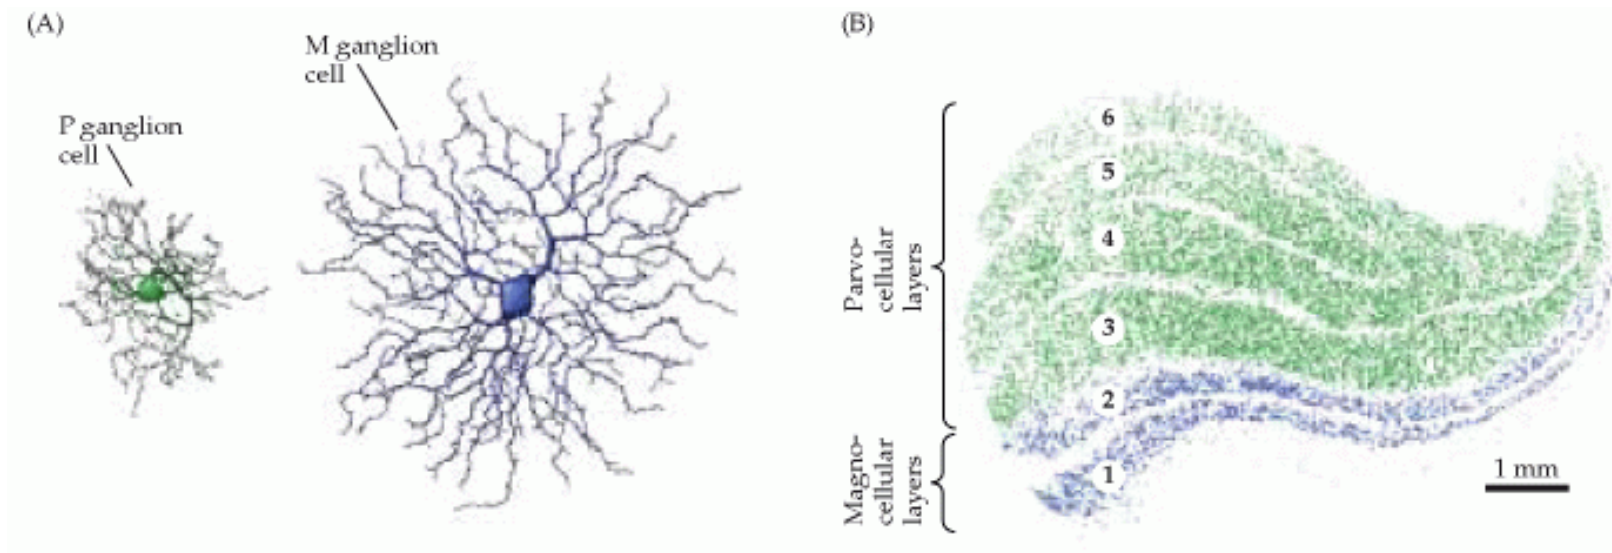 (A)
M ganglion
cell
P ganglion
cell
(B)
Parvo-
cellular
layers
Magno-
cellular
layers
6
5
4
3
2
1
1 mm